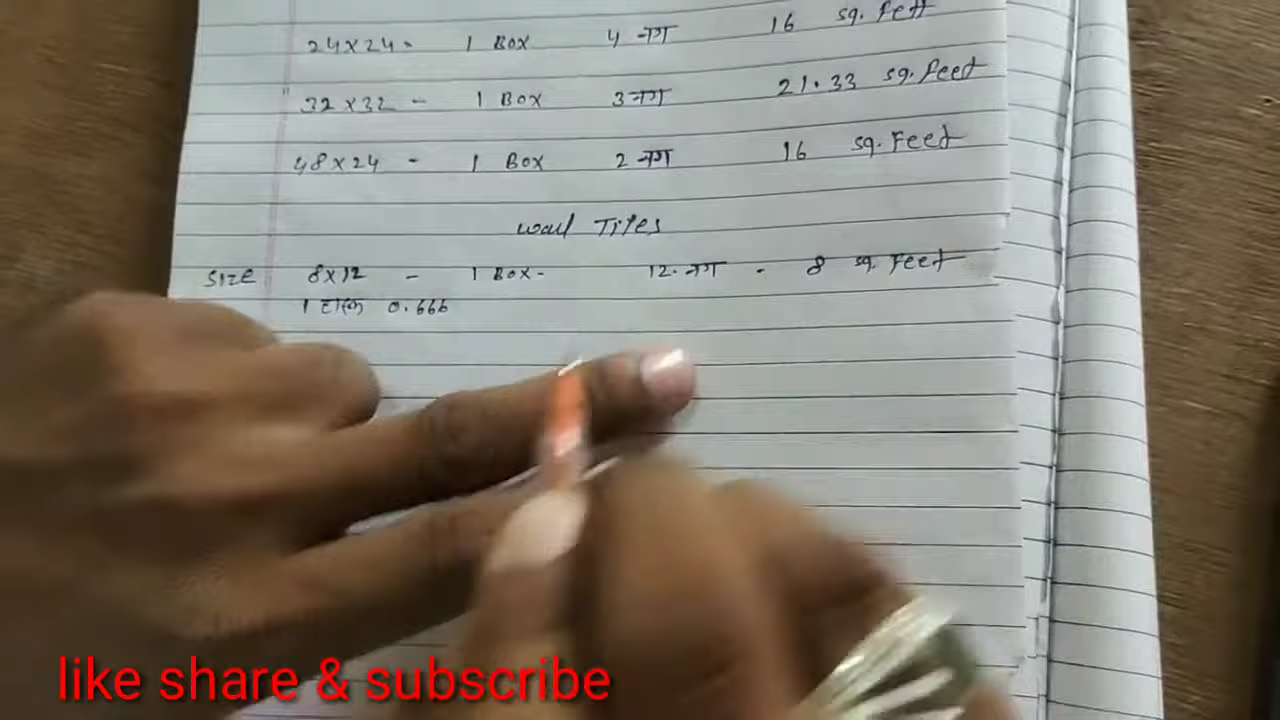 24x24- 1 Box 4 नग 16 sq. feet
"32x32 - 1 Box 3 नग 21.33 sq. feet
48x24 - 1 Box 2 नग 16 sq. Feet
wall Tiles
SIZE 8x12 - 1 Box - 12. नग - 8 sq. Feet
1 टाईल 0.666
like share & subscribe